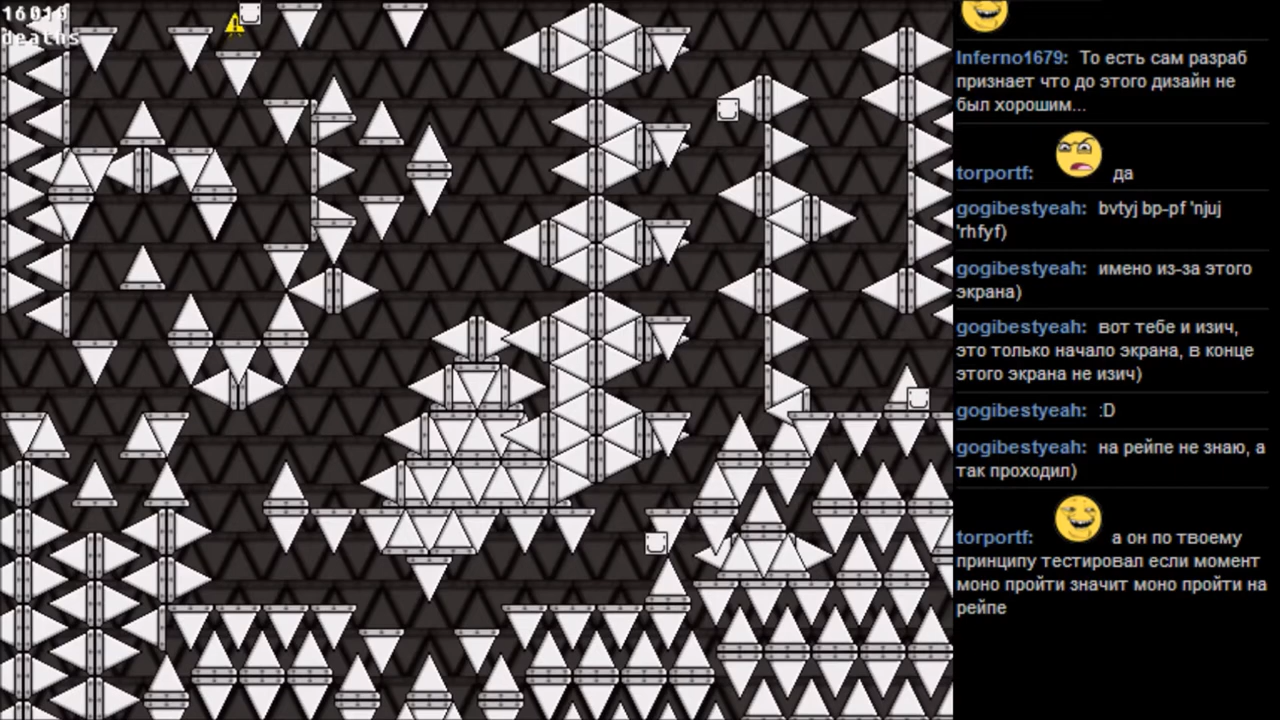 16010
deaths
Inferno1679: То есть сам разраб
признает что до этого дизайн не
был хорошим...
torportf: да
gogibestyeah: bvtyj bp-pf 'njuj
'rhfyf)
gogibestyeah: имено из-за этого
экрана)
gogibestyeah: вот тебе и изич,
это только начало экрана, в конце
этого экрана не изич)
gogibestyeah: :D
gogibestyeah: на рейпе не знаю, а
так проходил)
torportf: а он по твоему
принципу тестировал если момент
моно пройти значит моно пройти на
рейпе